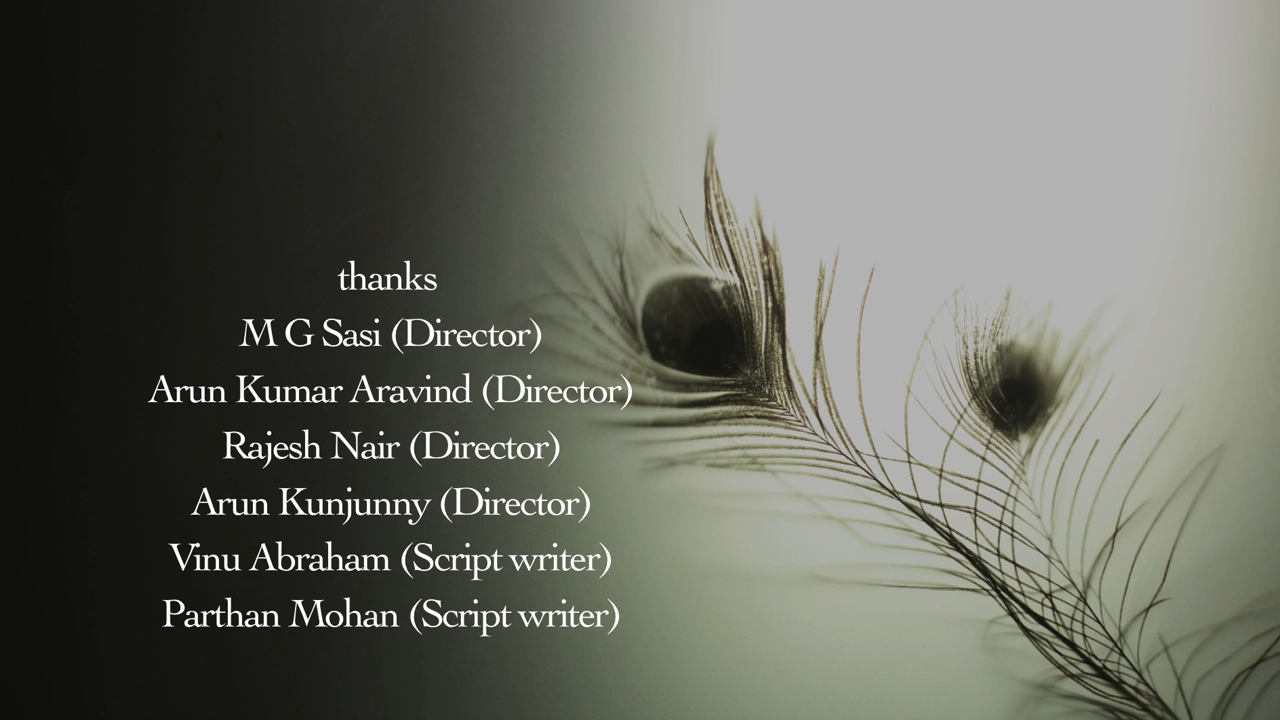 thanks
M G Sasi (Director)
Arun Kumar Aravind (Director)
Rajesh Nair (Director)
Arun Kunjunny (Director)
Vinu Abraham (Script writer)
Parthan Mohan (Script writer)